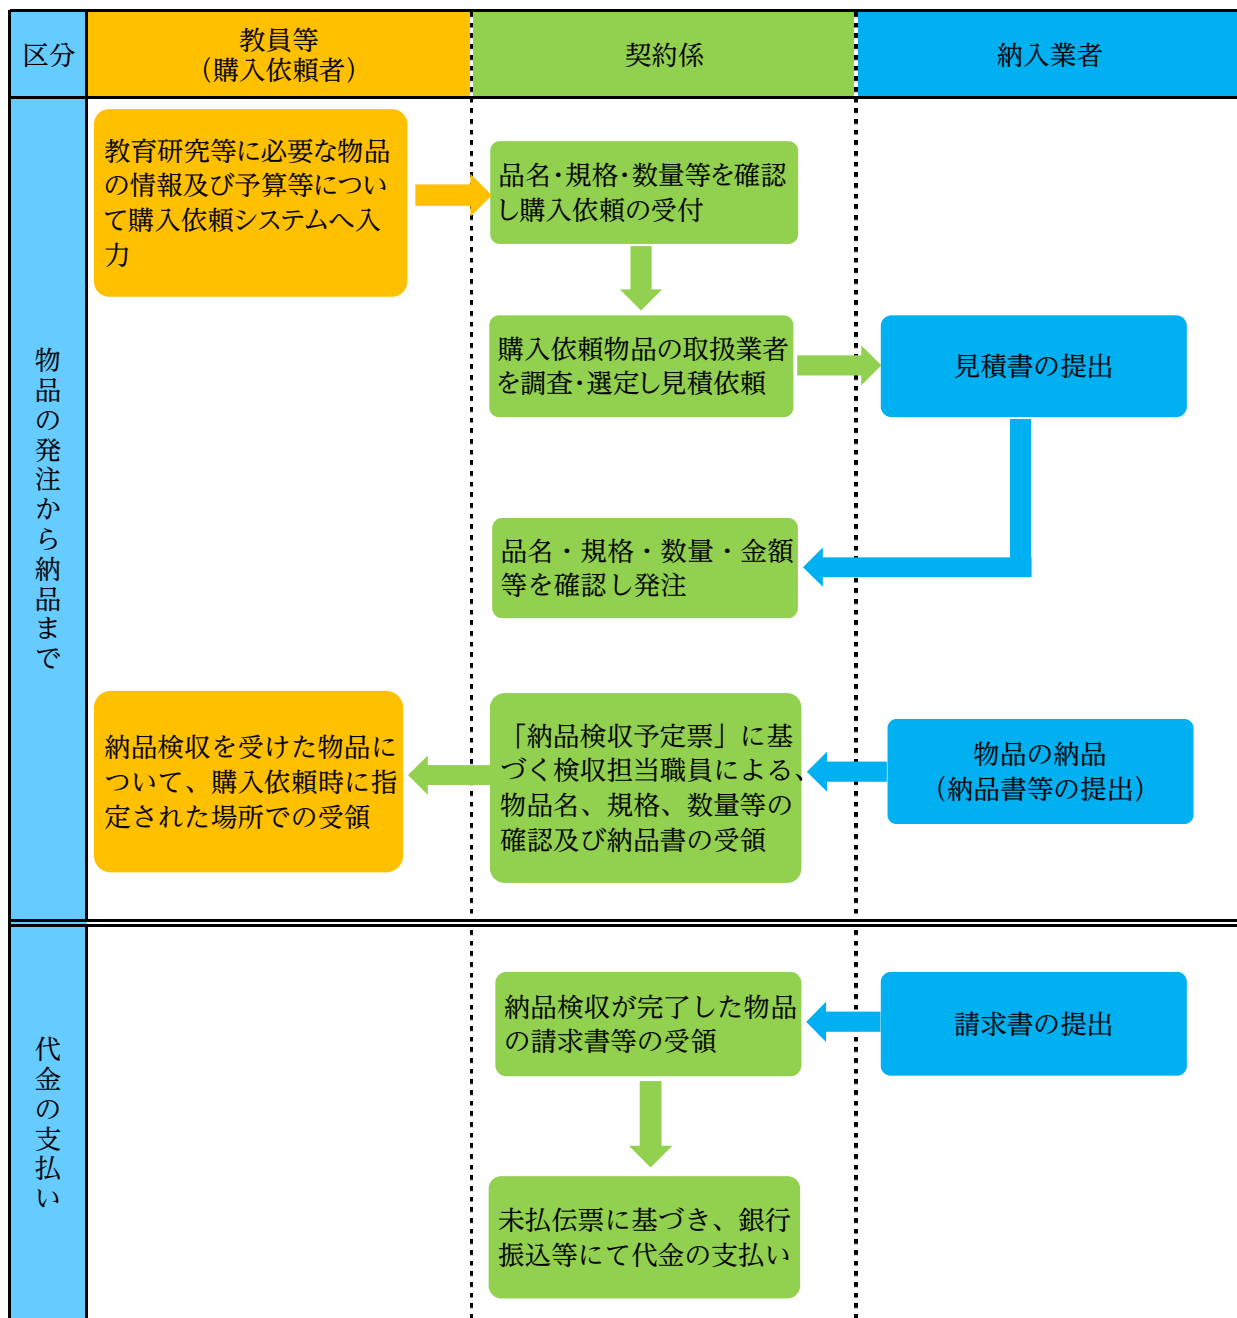 区分
教員等
（購入依頼者）
契約係
納入業者
物品の発注から納品まで
教育研究等に必要な物品
の情報及び予算等につい
て購入依頼システムへ入
力
品名・規格・数量等を確認
し購入依頼の受付
購入依頼物品の取扱業者
を調査・選定し見積依頼
見積書の提出
品名・規格・数量・金額
等を確認し発注
物品の納品
（納品書等の提出）
「納品検収予定票」に基
づく検収担当職員による、
物品名、規格、数量等の
確認及び納品書の受領
納品検収を受けた物品に
ついて、購入依頼時に指
定された場所での受領
代金の支払い
請求書の提出
納品検収が完了した物品
の請求書等の受領
未払伝票に基づき、銀行
振込等にて代金の支払い